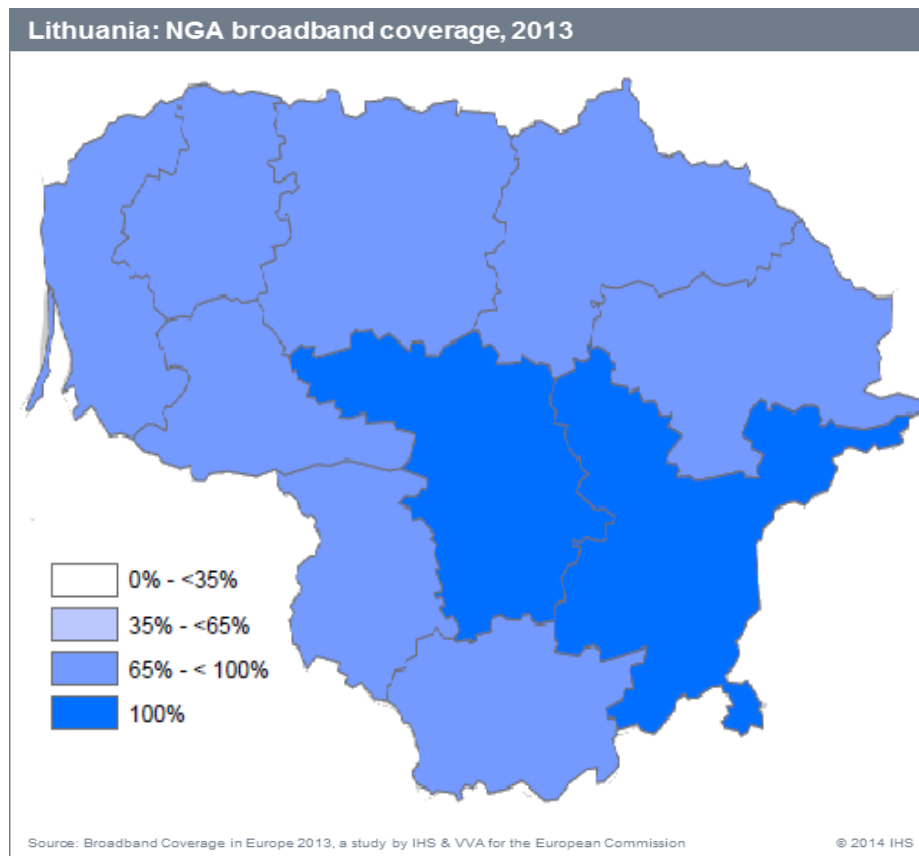 Lithuania: NGA broadband coverage, 2013
0% - <35%
35% - <65%
65% - < 100%
100%
Source: Broadband Coverage in Europe 2013, a study by IHS & VVA for the European Commission
© 2014 IHS